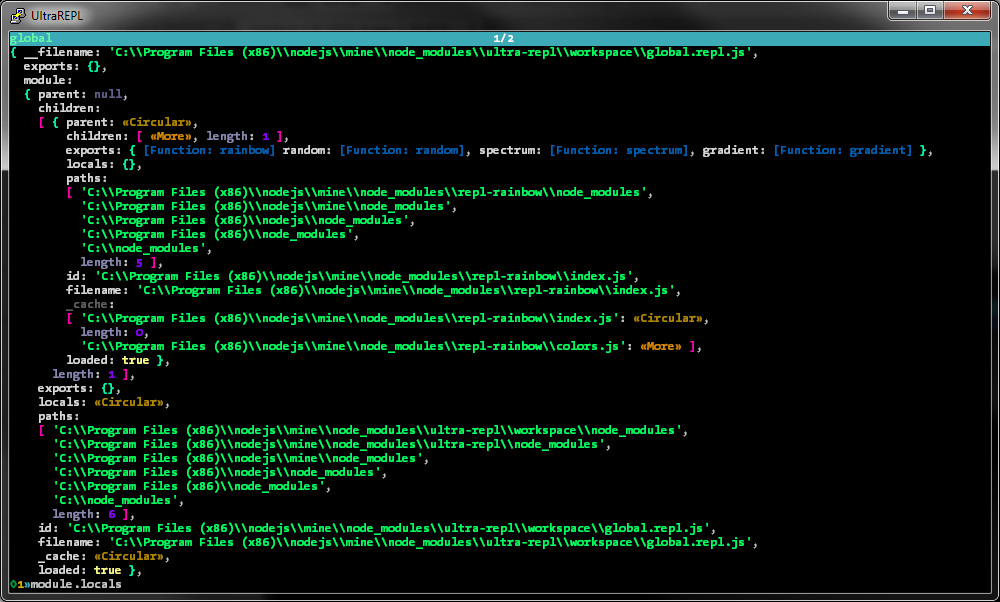 UltraREPL
global 1/2
{ __filename: 'C:\\Program Files (x86)\\nodejs\\mine\\node_modules\\ultra-repl\\workspace\\global.repl.js',
  exports: {},
  module:
  { parent: null,
    children:
    [ { parent: «Circular»,
        children: [ «More», length: 1 ],
        exports: { [Function: rainbow] random: [Function: random], spectrum: [Function: spectrum], gradient: [Function: gradient] },
        locals: {},
        paths:
        [ 'C:\\Program Files (x86)\\nodejs\\mine\\node_modules\\repl-rainbow\\node_modules',
          'C:\\Program Files (x86)\\nodejs\\mine\\node_modules',
          'C:\\Program Files (x86)\\nodejs\\node_modules',
          'C:\\Program Files (x86)\\node_modules',
          'C:\\node_modules',
          length: 5 ],
        id: 'C:\\Program Files (x86)\\nodejs\\mine\\node_modules\\repl-rainbow\\index.js',
        filename: 'C:\\Program Files (x86)\\nodejs\\mine\\node_modules\\repl-rainbow\\index.js',
        _cache:
        [ 'C:\\Program Files (x86)\\nodejs\\mine\\node_modules\\repl-rainbow\\index.js': «Circular»,
          length: 0,
          'C:\\Program Files (x86)\\nodejs\\mine\\node_modules\\repl-rainbow\\colors.js': «More» ],
        loaded: true },
      length: 1 ],
    exports: {},
    locals: «Circular»,
    paths:
    [ 'C:\\Program Files (x86)\\nodejs\\mine\\node_modules\\ultra-repl\\workspace\\node_modules',
      'C:\\Program Files (x86)\\nodejs\\mine\\node_modules\\ultra-repl\\node_modules',
      'C:\\Program Files (x86)\\nodejs\\mine\\node_modules',
      'C:\\Program Files (x86)\\nodejs\\node_modules',
      'C:\\Program Files (x86)\\node_modules',
      'C:\\node_modules',
      length: 6 ],
    id: 'C:\\Program Files (x86)\\nodejs\\mine\\node_modules\\ultra-repl\\workspace\\global.repl.js',
    filename: 'C:\\Program Files (x86)\\nodejs\\mine\\node_modules\\ultra-repl\\workspace\\global.repl.js',
    _cache: «Circular»,
    loaded: true },
01»module.locals